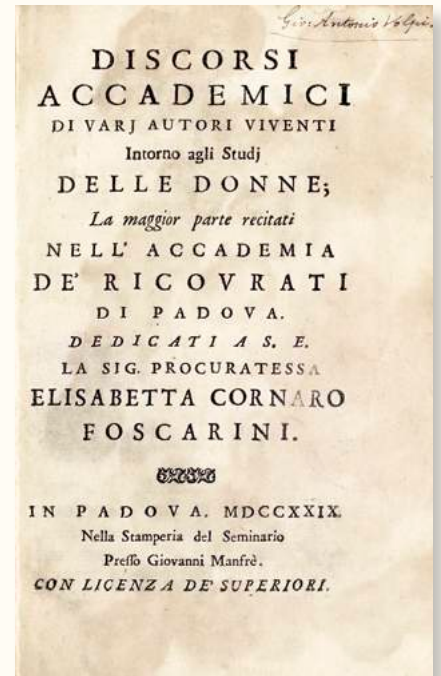 Gio: Antonio Volpi.
DISCORSI
ACCADEMICI
DI VARJ AUTORI VIVENTI
Intorno agli Studj
DELLE DONNE;
La maggior parte recitati
NELL' ACCADEMIA
DE' RICOVRATI
DI PADOVA.
DEDICATI A S. E.
LA SIG. PROCURATESSA
ELISABETTA CORNARO
FOSCARINI.
IN PADOVA. MDCCXXIX.
Nella Stamperia del Seminario
Presso Giovanni Manfrè.
CON LICENZA DE' SUPERIORI.